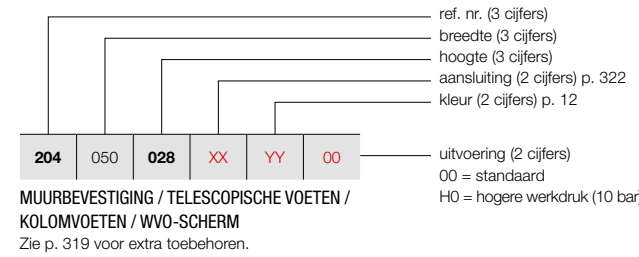 ref. nr. (3 cijfers)
breedte (3 cijfers)
hoogte (3 cijfers)
aansluiting (2 cijfers) p. 322
kleur (2 cijfers) p. 12
204 050 028 XX YY 00
uitvoering (2 cijfers)
00 = standaard
H0 = hogere werkdruk (10 bar)
MUURBEVESTIGING / TELESCOPISCHE VOETEN /
KOLOMVOETEN / WVO-SCHERM
Zie p. 319 voor extra toebehoren.